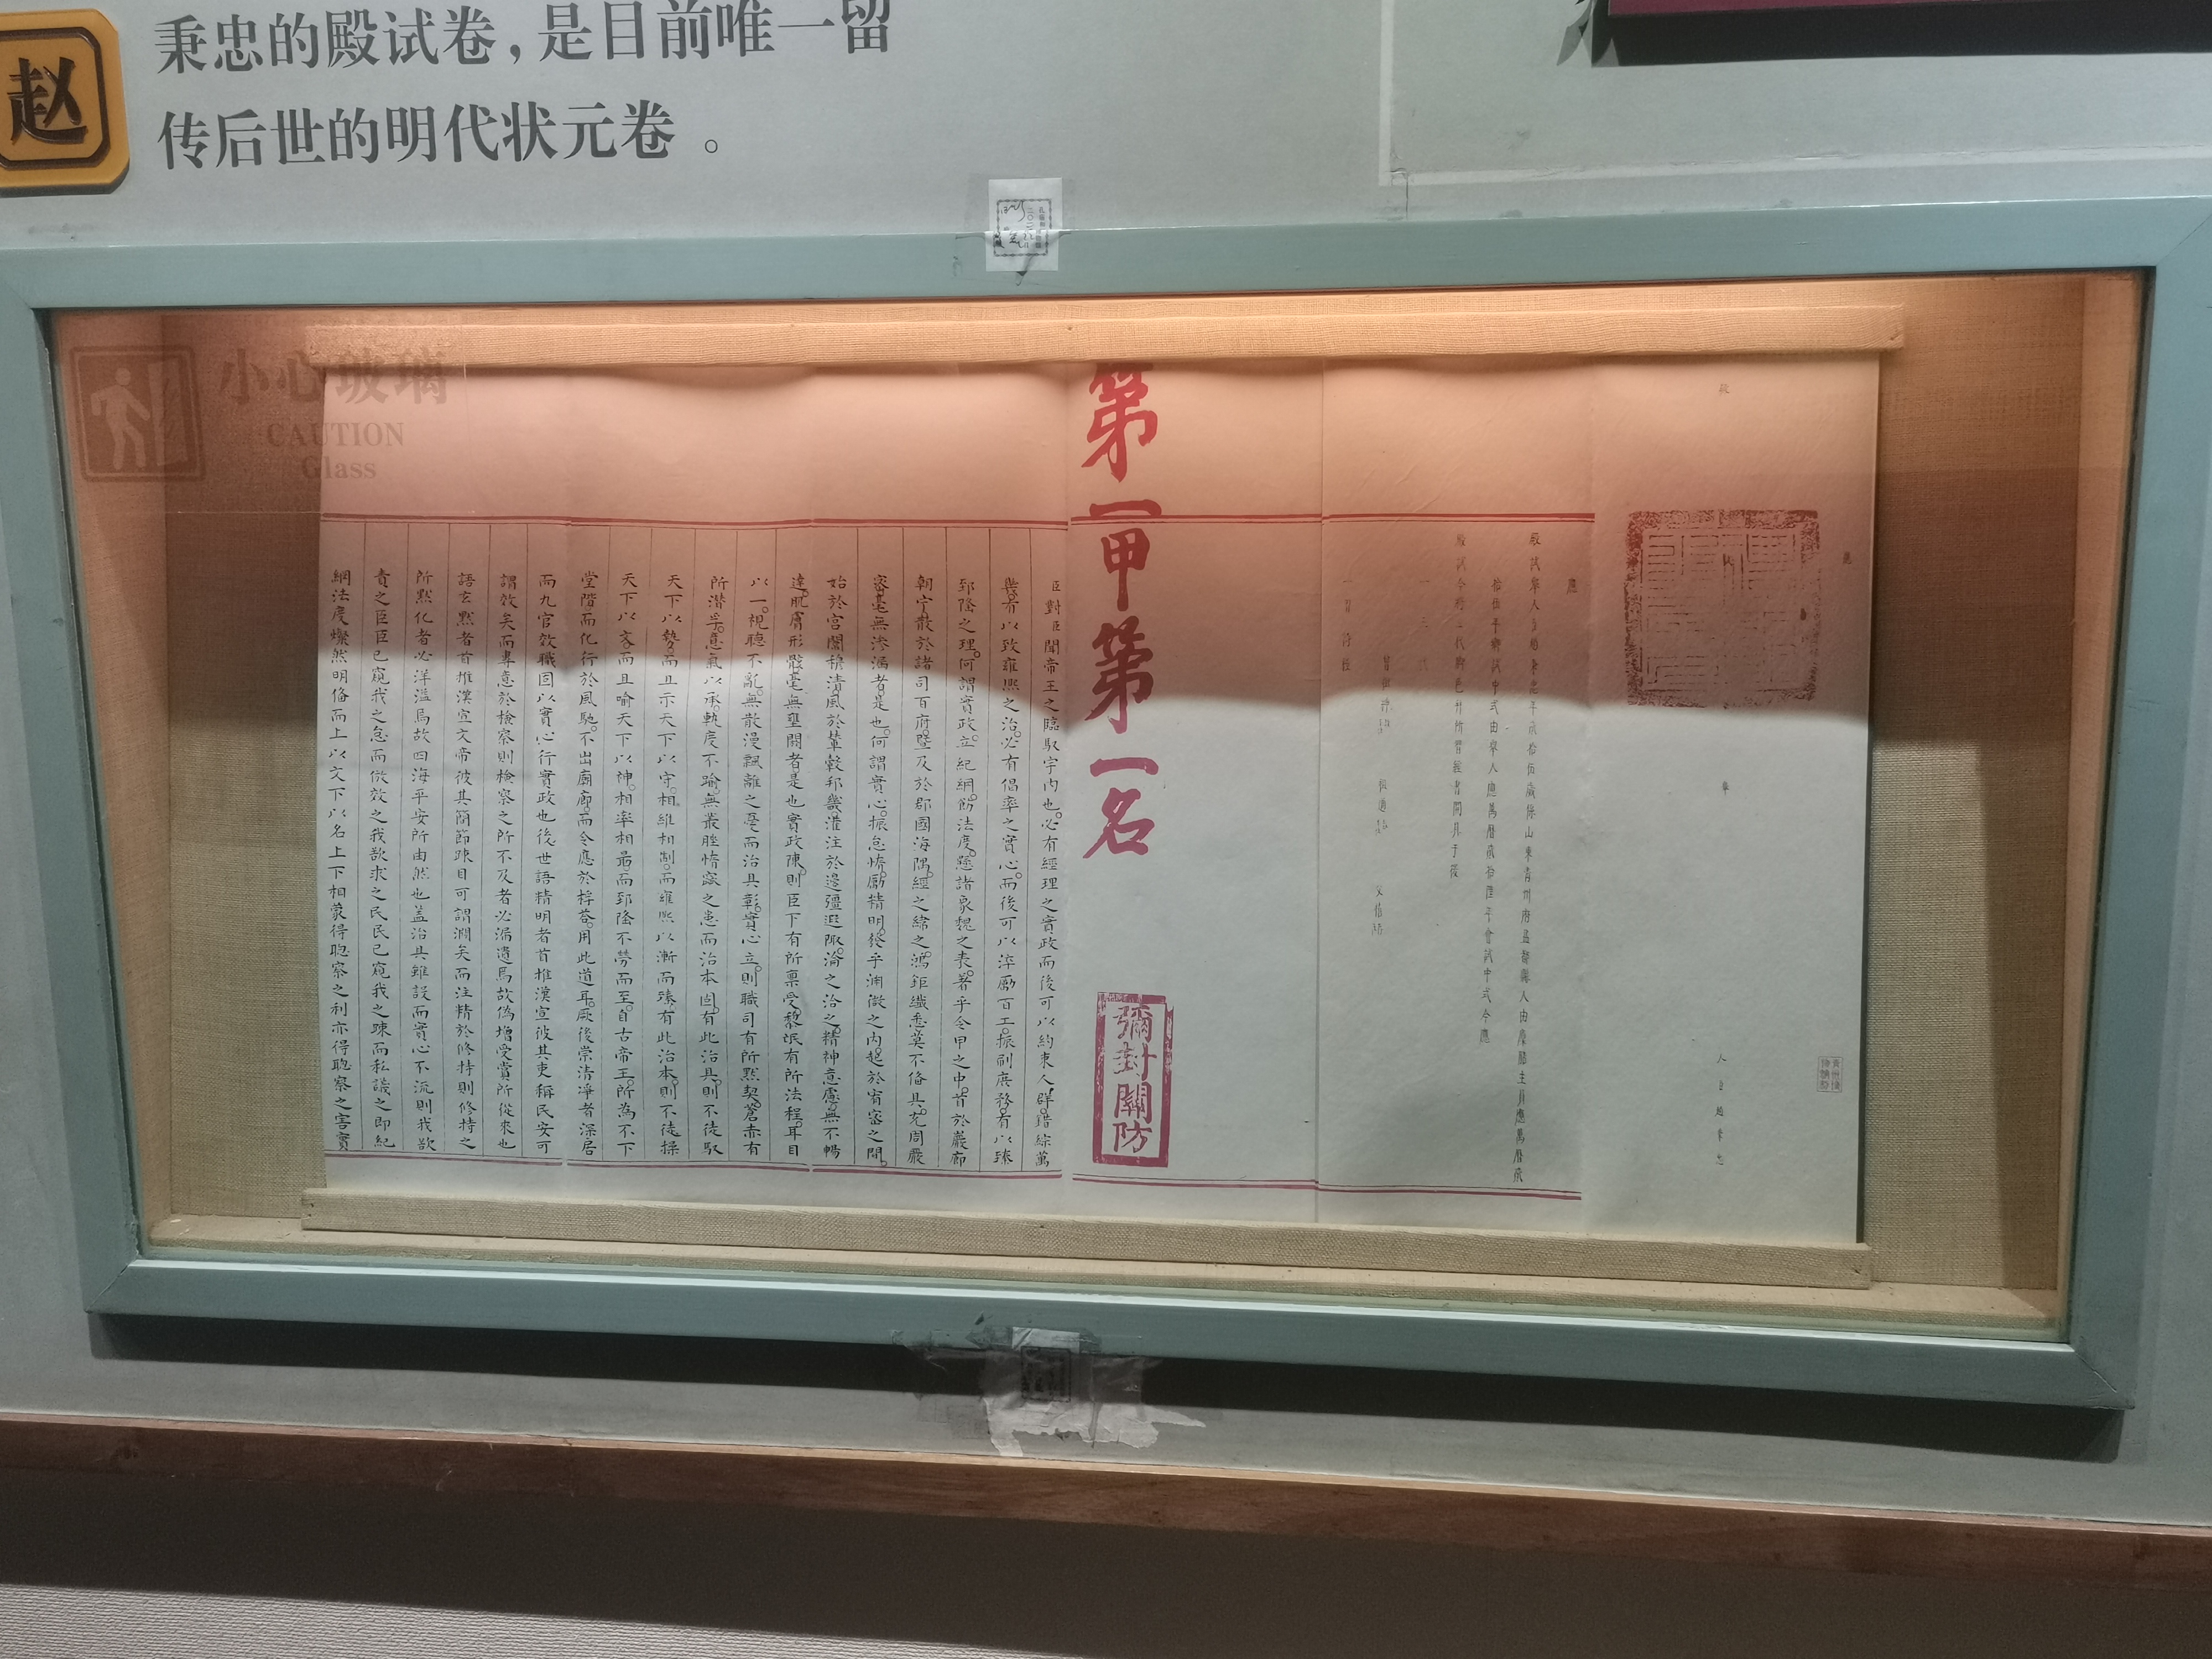 赵
秉忠的殿试卷，是目前唯一留
传后世的明代状元卷。
小心玻璃
CAUTION
Glass
應
殿試舉人臣趙秉忠年貳拾伍歲係山東青州府益都縣人由廩膳生員應萬曆貳
拾伍年鄉試中式由舉人應萬曆貳拾陸年會試中式今應
殿試今將三代脚色并所習經書開具于後
一習詩經
第一甲第一名
彌封關防
臣對臣聞帝王之臨馭宇內也必有經理之實政而後可以約束人群錯綜萬
幾有以致雍熙之治必有倡率之實心而後可以淬勵百工振刷庶務有以臻
郅隆之理何謂實政立紀綱飭法度懸諸象魏之表著乎令甲之中首於巖廊
朝宁散於諸司百府暨及於郡國海隅經之緯之鴻鉅纖悉莫不俻具充周嚴
密毫無滲漏者是也何謂實心振怠惰勵精明發乎淵微之內起於宥密之間
始於宮闈穆清風於輦轂邦畿灌注於邊疆遐陬淪之洽之精神意慮無不暢
達肌膚形骸毫無壅閼者是也實政陳則臣下有所稟受黎氓有所法程耳目
以一視聽不亂無散漫飄離之憂而治具彰實心立則職司有所默契蒼赤有
所潛孚意氣以承軌度不踰無叢脞惰窳之患而治本固有此治具則不徒馭
天下以勢而且示天下以守相維相制而雍熙以漸而臻有此治本則不徒操
天下以文而且喻天下以神相率相最而郅隆不勞而至自古帝王所為不下
堂階而化行於風馳不出廟廊而令應於桴荅用此道耳厥後崇清凈者深居
而九官效職固以實心行實政也後世語精明者首推漢宣彼其吏稱民安可
謂效矣而專意於檢察則檢察之所不及者必漏遺焉故偽增受賞所從來也
語玄默者首推漢宣文帝彼其簡節疎目可謂淵矣而注精於修持則修持之
所默化者必洋溢焉故四海平安所由然也盖治具雖設而實心不流則我欲
責之臣臣已窺我之怠而倣效之我欲求之民民已窺我之疎而私議之即紀
綱法度燦然明俻而上以文下以名上下相蒙得聰察之利亦得聰察之害實